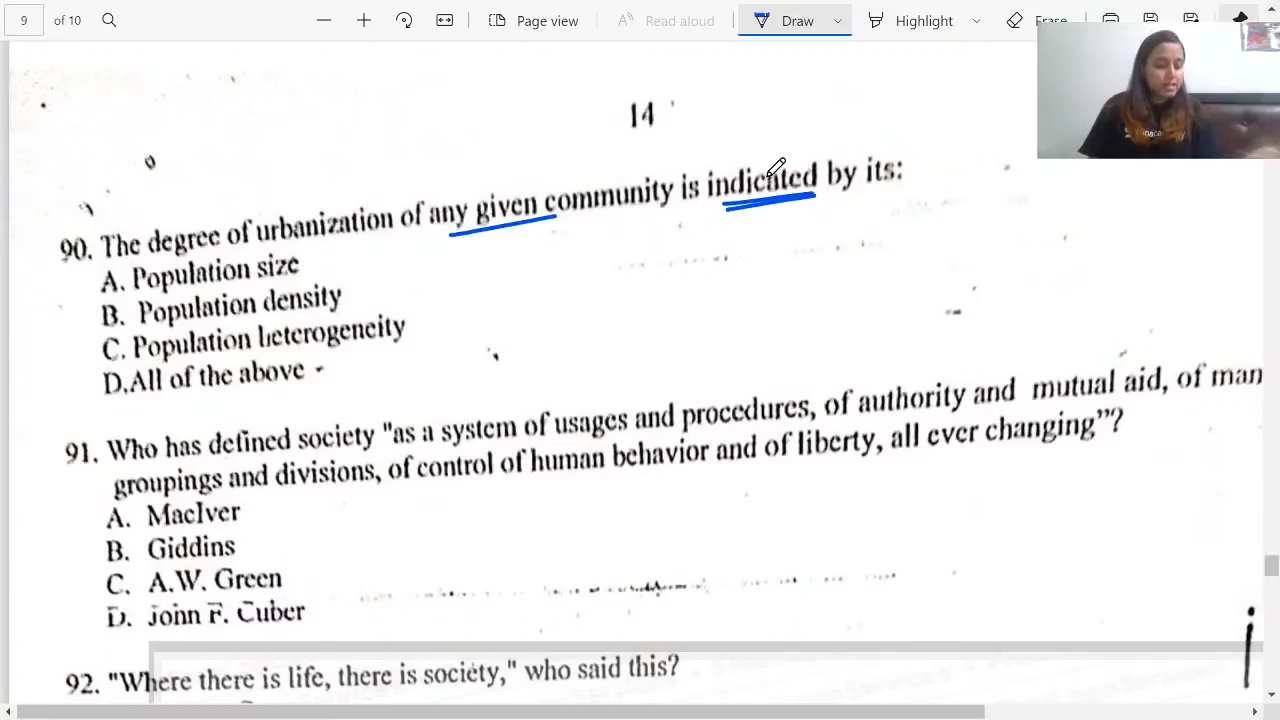 9 of 10 Page view Read aloud Draw Highlight Erase
14
90. The degree of urbanization of any given community is indicated by its:
A. Population size
B. Population density
C. Population heterogeneity
D.All of the above -
91. Who has defined society "as a system of usages and procedures, of authority and mutual aid, of man
groupings and divisions, of control of human behavior and of liberty, all ever changing”?
A. MacIver
B. Giddins
C. A.W. Green
D. John F. Cuber
92. "Where there is life, there is society," who said this?